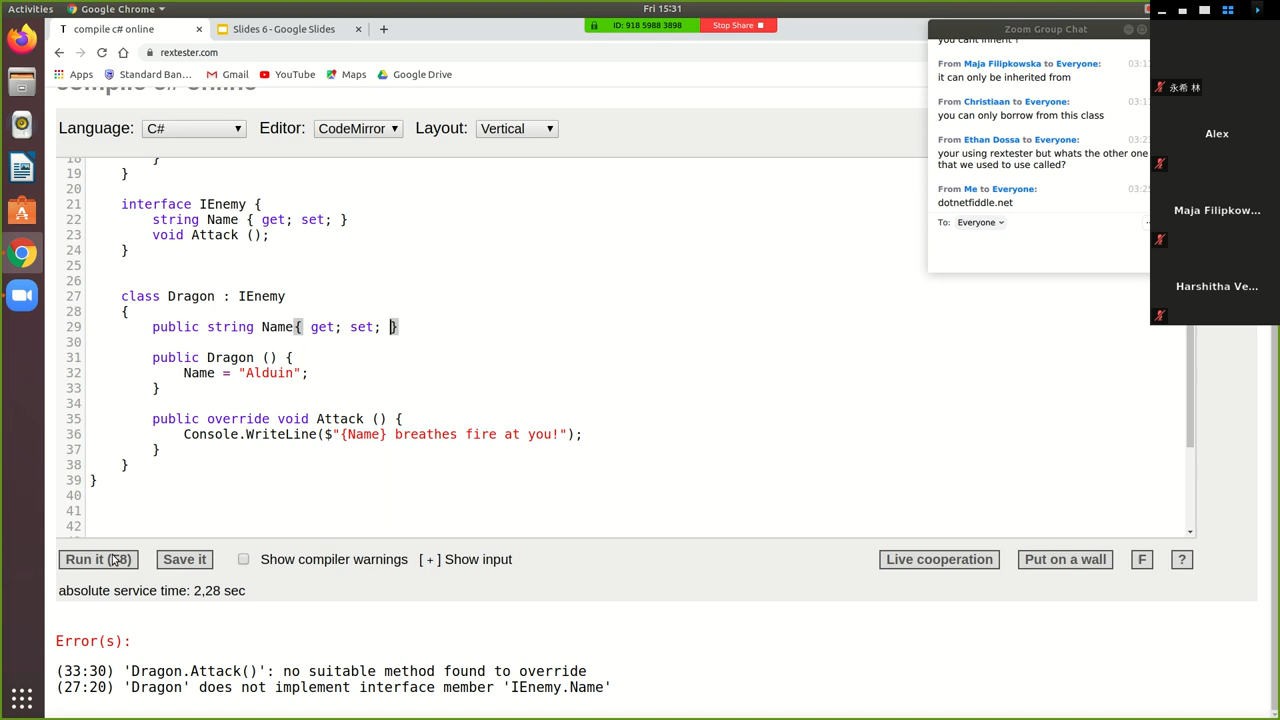 Activities
Google Chrome
Fri 15:31
compile c# online
Slides 6 - Google Slides
ID: 918 5988 3898
Stop Share
rextester.com
Apps
Standard Ban...
Gmail
YouTube
Maps
Google Drive
Language:
C#
Editor:
CodeMirror
Layout:
Vertical
18 }
19 }
20
21 interface IEnemy {
22 string Name { get; set; }
23 void Attack ();
24 }
25
26
27 class Dragon : IEnemy
28 {
29 public string Name{ get; set; }
30
31 public Dragon () {
32 Name = "Alduin";
33 }
34
35 public override void Attack () {
36 Console.WriteLine($"{Name} breathes fire at you!");
37 }
38 }
39 }
40
41
42
Save it
Show compiler warnings
[ + ] Show input
Live cooperation
Put on a wall
F
?
absolute service time: 2,28 sec
Error(s):
(33:30) 'Dragon.Attack()': no suitable method found to override
(27:20) 'Dragon' does not implement interface member 'IEnemy.Name'
Zoom Group Chat
From Maja Filipkowska to Everyone:
it can only be inherited from
From Christiaan to Everyone:
you can only borrow from this class
From Ethan Dossa to Everyone:
your using rextester but whats the other one
that we used to use called?
From Me to Everyone:
dotnetfiddle.net
To:
Everyone
永希 林
Alex
Maja Filipkow...
Harshitha Ve...